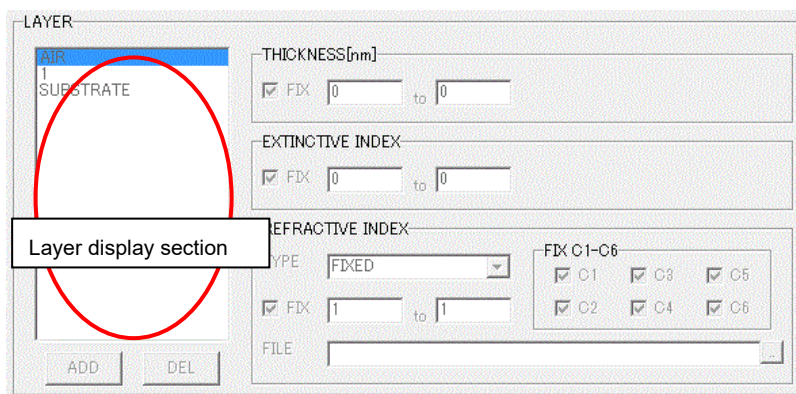 LAYER
AIR
1
SUBSTRATE
Layer display section
ADD DEL
THICKNESS[nm]
FIX 0 to 0
EXTINCTIVE INDEX
FIX 0 to 0
REFRACTIVE INDEX
TYPE FIXED
FIX 1 to 1
FILE ..
FIX C1-C6
C1 C3 C5
C2 C4 C6